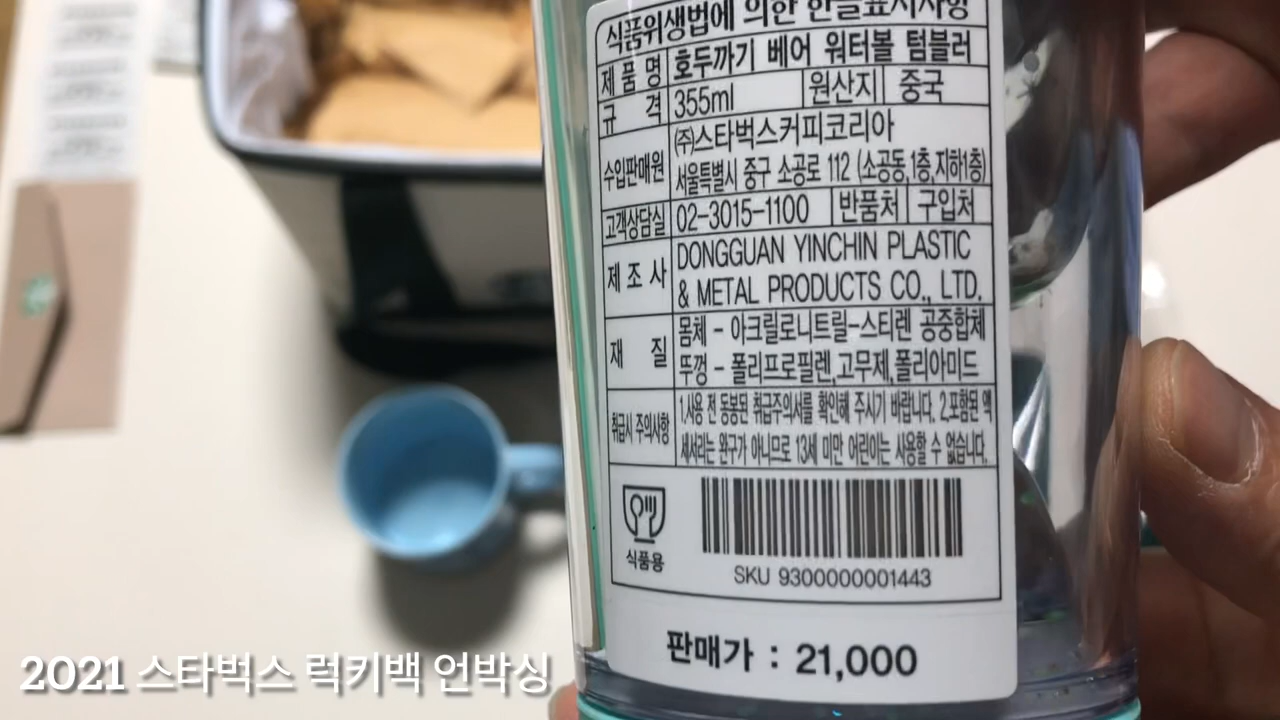 식품위생법에 의한 한글표시사항
제 품 명 호두까기 베어 워터볼 텀블러
규 격 355ml 원산지 중국
수입판매원 (주)스타벅스커피코리아
서울특별시 중구 소공로 112 (소공동,1층,지하1층)
고객상담실 02-3015-1100 반품처 구입처
제 조 사 DONGGUAN YINCHIN PLASTIC
& METAL PRODUCTS CO., LTD.
재 질 몸체 - 아크릴로니트릴-스티렌 공중합체
뚜껑 - 폴리프로필렌,고무제,폴리아미드
취급시 주의사항 1.사용 전 동봉된 취급주의서를 확인해 주시기 바랍니다. 2.포함된 액
세서리는 완구가 아니므로 13세 미만 어린이는 사용할 수 없습니다.
식품용
SKU 9300000001443
판매가 : 21,000
2021 스타벅스 럭키백 언박싱